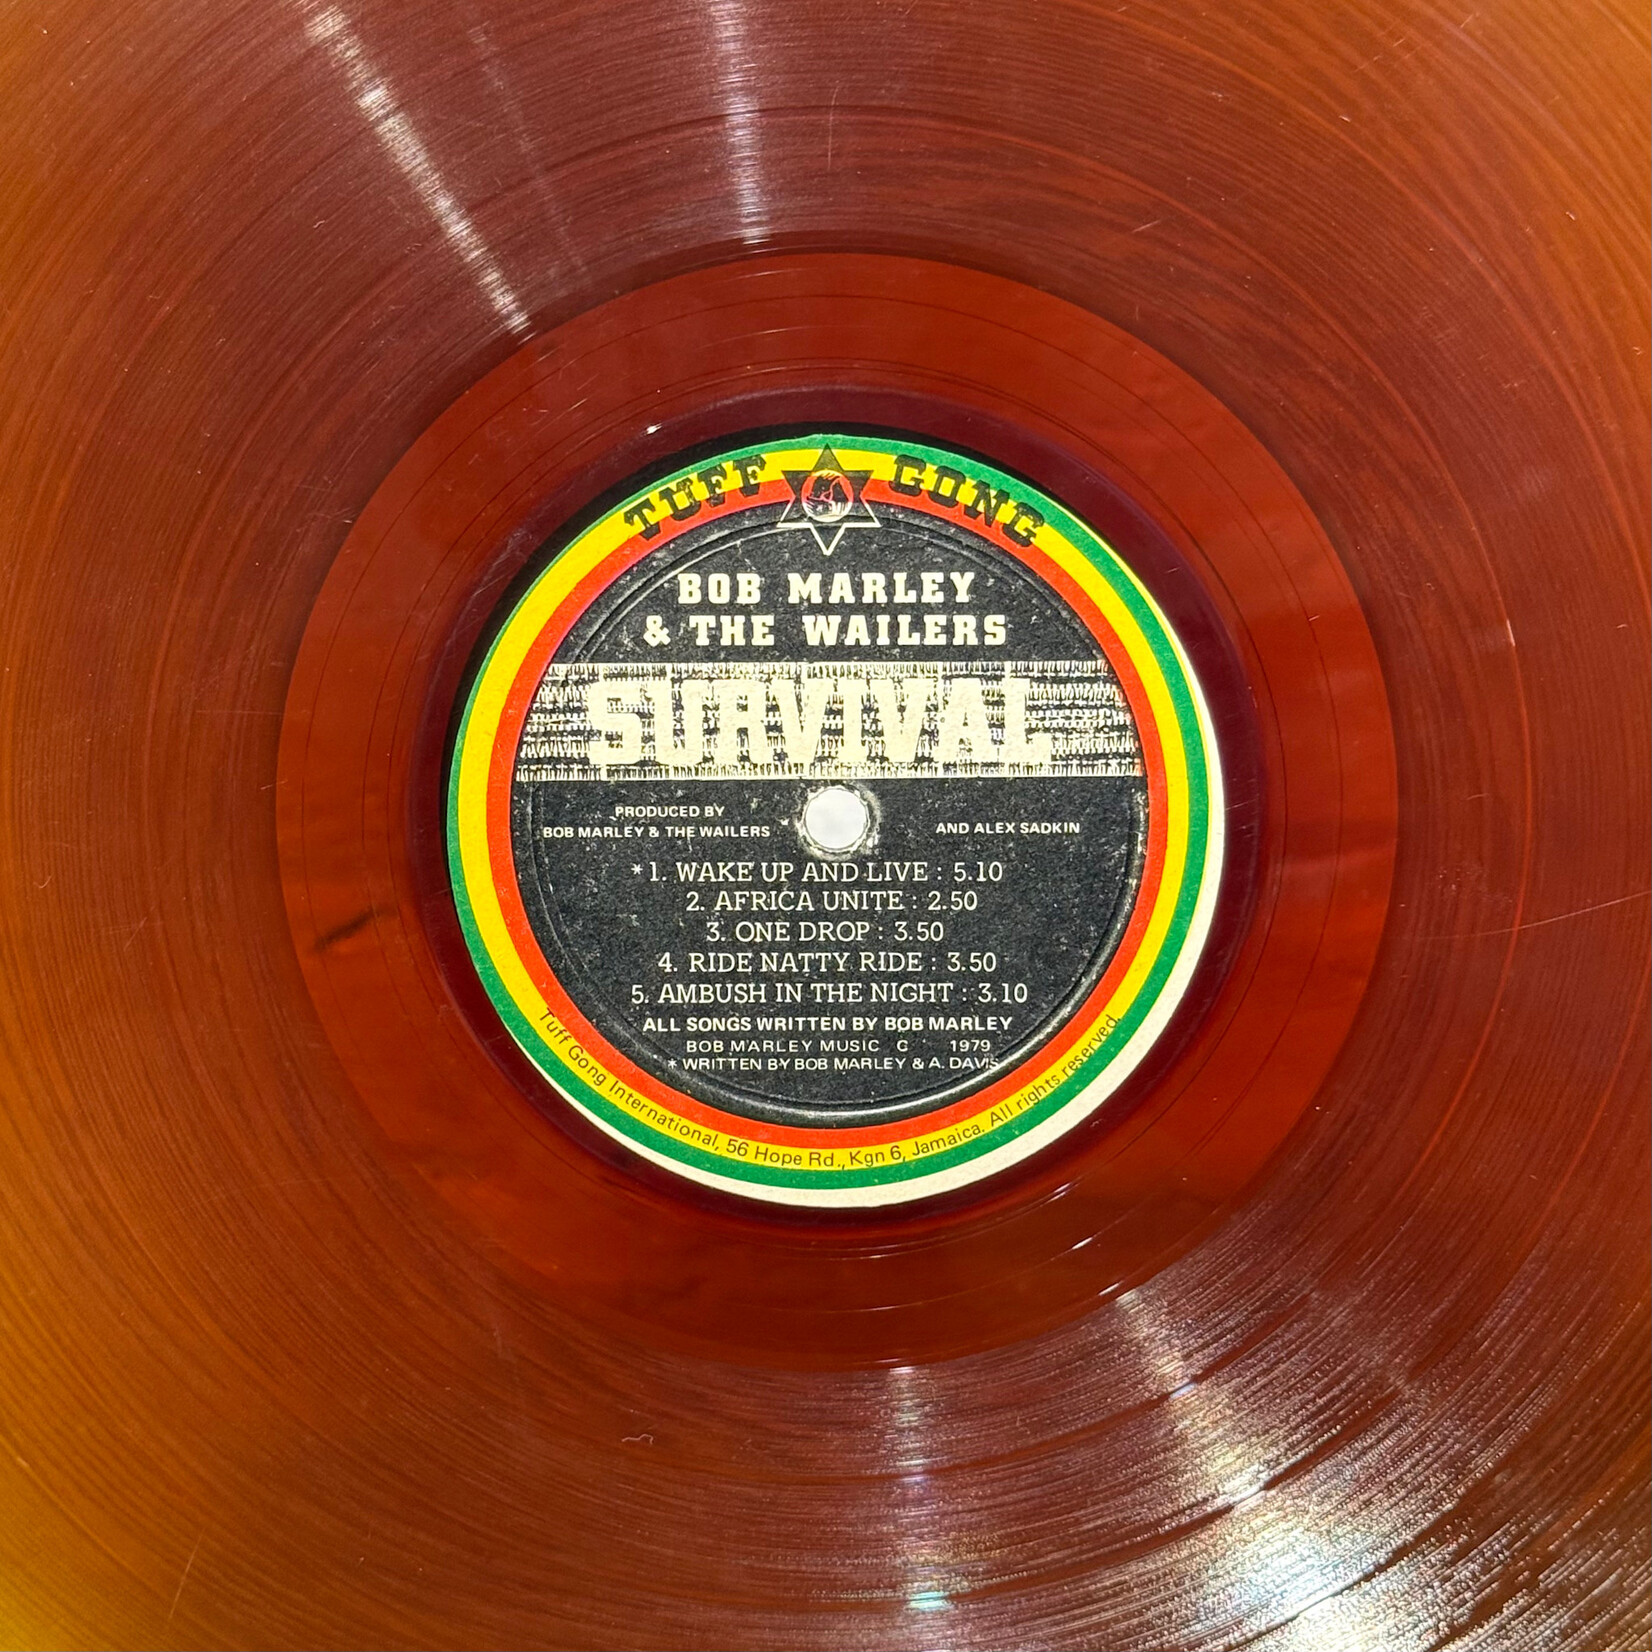 TUFF GONG
BOB MARLEY
& THE WAILERS
SURVIVAL
PRODUCED BY
BOB MARLEY & THE WAILERS AND ALEX SADKIN
*1. WAKE UP AND LIVE : 5.10
2. AFRICA UNITE : 2.50
3. ONE DROP : 3.50
4. RIDE NATTY RIDE : 3.50
5. AMBUSH IN THE NIGHT : 3.10
ALL SONGS WRITTEN BY BOB MARLEY
BOB MARLEY MUSIC C 1979
* WRITTEN BY BOB MARLEY & A. DAVIS
Tuff Gong International, 56 Hope Rd., Kgn 6, Jamaica. All rights reserved.